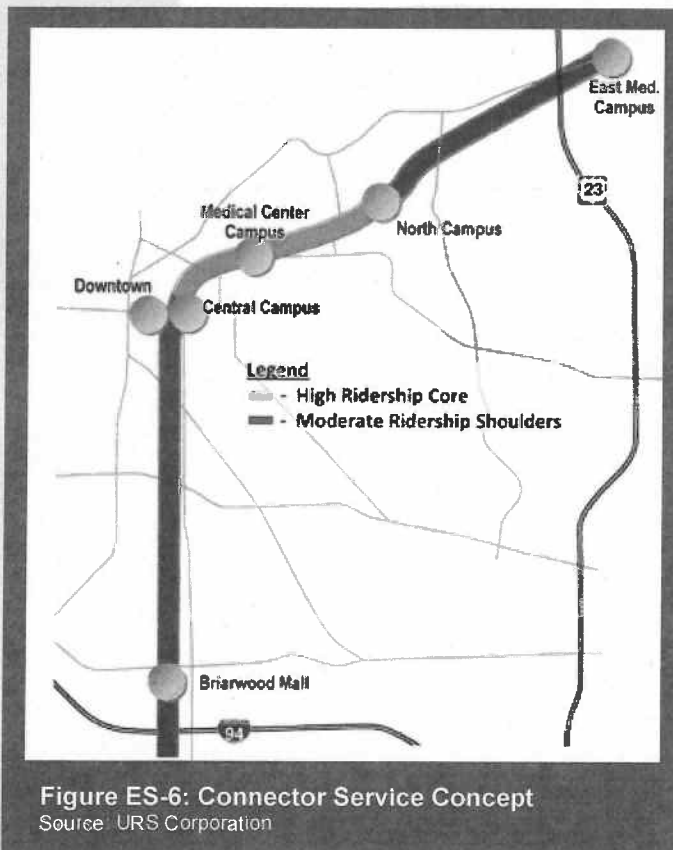 East Med.
Campus
23
Medical Center
Campus
North Campus
Downtown
Central Campus
Legend
- High Ridership Core
- Moderate Ridership Shoulders
Briarwood Mall
94
Figure ES-6: Connector Service Concept
Source: URS Corporation